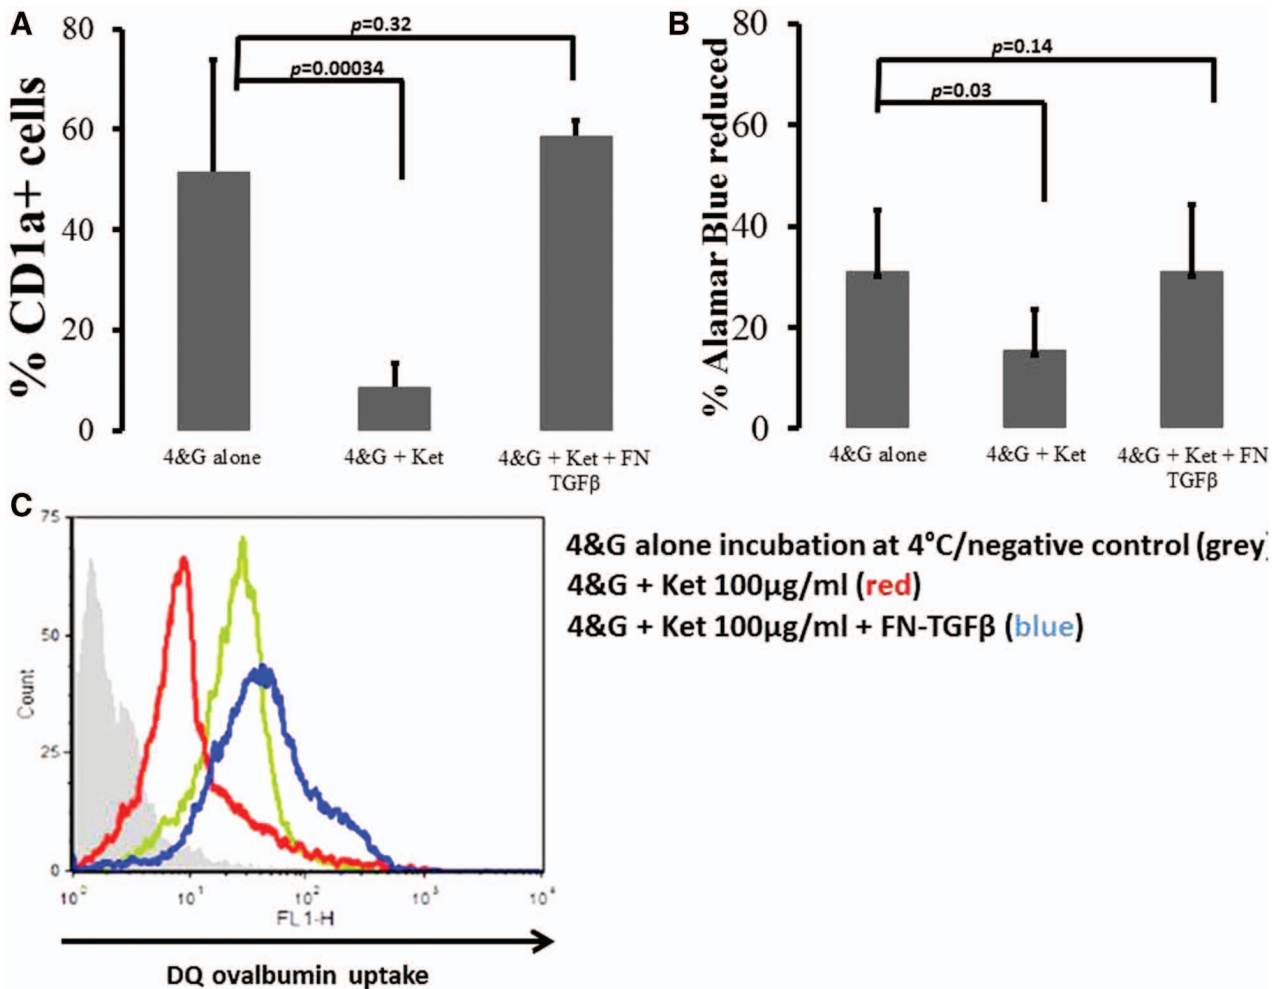 A
80
60
40
20
0
% CD1a+ cells
p=0.32
p=0.00034
4&G alone
4&G + Ket
4&G + Ket + FN
TGFβ
B
80
60
40
20
0
% Alamar Blue reduced
p=0.14
p=0.03
4&G alone
4&G + Ket
4&G + Ket + FN
TGFβ
C
75
50
25
0
Count
10⁰ 10¹ 10² 10³ 10⁴
FL1-H
DQ ovalbumin uptake
4&G alone incubation at 4°C/negative control (grey)
4&G + Ket 100µg/ml (red)
4&G + Ket 100µg/ml + FN-TGFβ (blue)